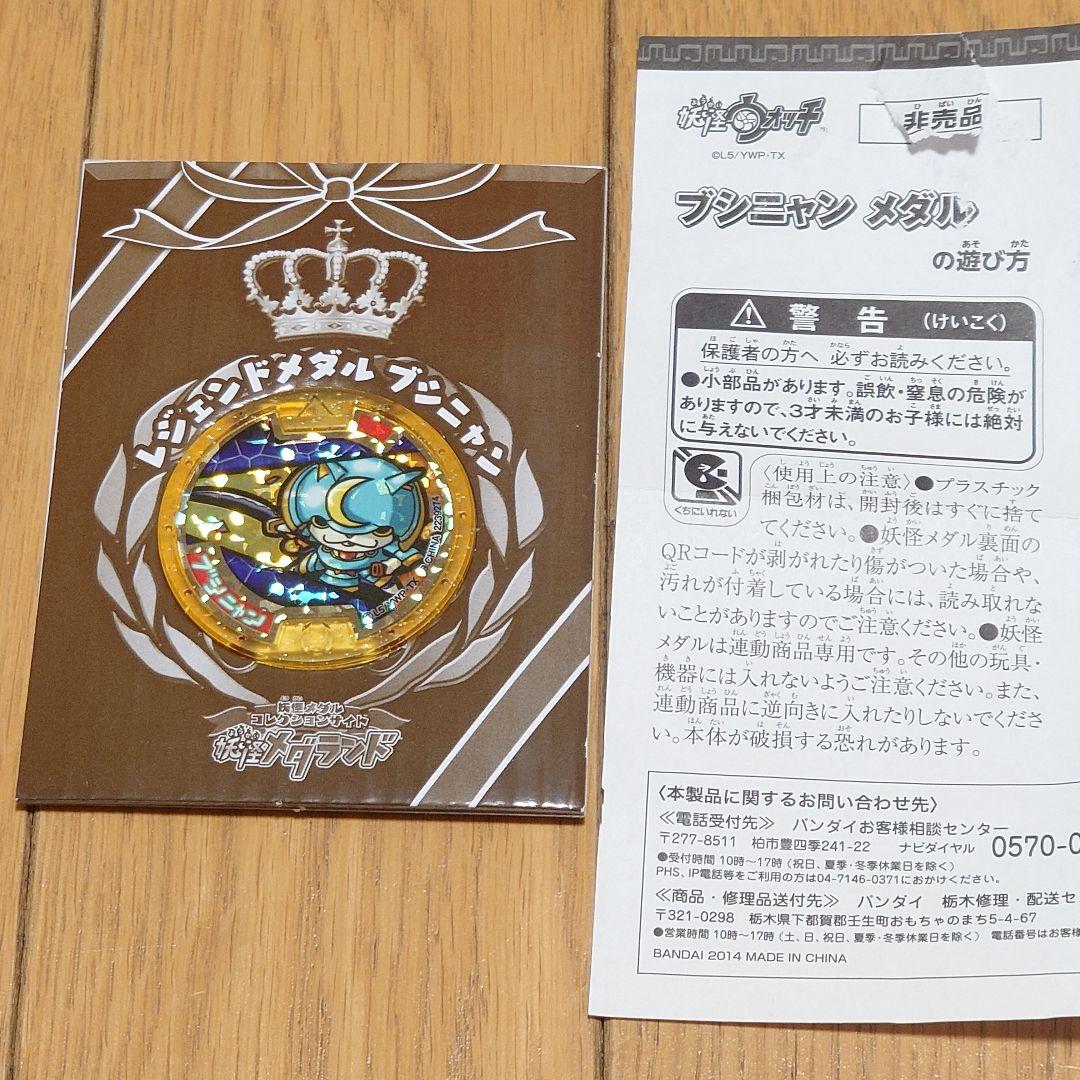 レジェンドメダル ブシニャン
ブシニャン
©L5/YWP・TX CHINA 2239274
妖怪メダル
コレクションサイト
妖怪メダランド
妖怪ウォッチ
©L5/YWP・TX
非売品
ブシニャン メダル
の遊び方
⚠ 警告 (けいこく)
保護者の方へ 必ずお読みください。
●小部品があります。誤飲・窒息の危険が
ありますので、3才未満のお子様には絶対
に与えないでください。
くちにいれない
〈使用上の注意〉●プラスチック
梱包材は、開封後はすぐに捨て
てください。●妖怪メダル裏面の
QRコードが剥がれたり傷がついた場合や、
汚れが付着している場合には、読み取れな
いことがありますのでご注意ください。●妖怪
メダルは連動商品専用です。その他の玩具・
機器には入れないようご注意ください。また、
連動商品に逆向きに入れたりしないでくださ
い。本体が破損する恐れがあります。
〈本製品に関するお問い合わせ先〉
≪電話受付先≫ バンダイお客様相談センター
〒277-8511 柏市豊四季241-22 ナビダイヤル 0570-0
●受付時間 10時〜17時(祝日、夏季・冬季休業日を除く)
PHS、IP電話等をご利用の方は04-7146-0371におかけください。
≪商品・修理品送付先≫ バンダイ 栃木修理・配送セ
〒321-0298 栃木県下都賀郡壬生町おもちゃのまち5-4-67
●営業時間 10時〜17時(土、日、祝日、夏季・冬季休業日を除く) 電話番号はお客様
BANDAI 2014 MADE IN CHINA